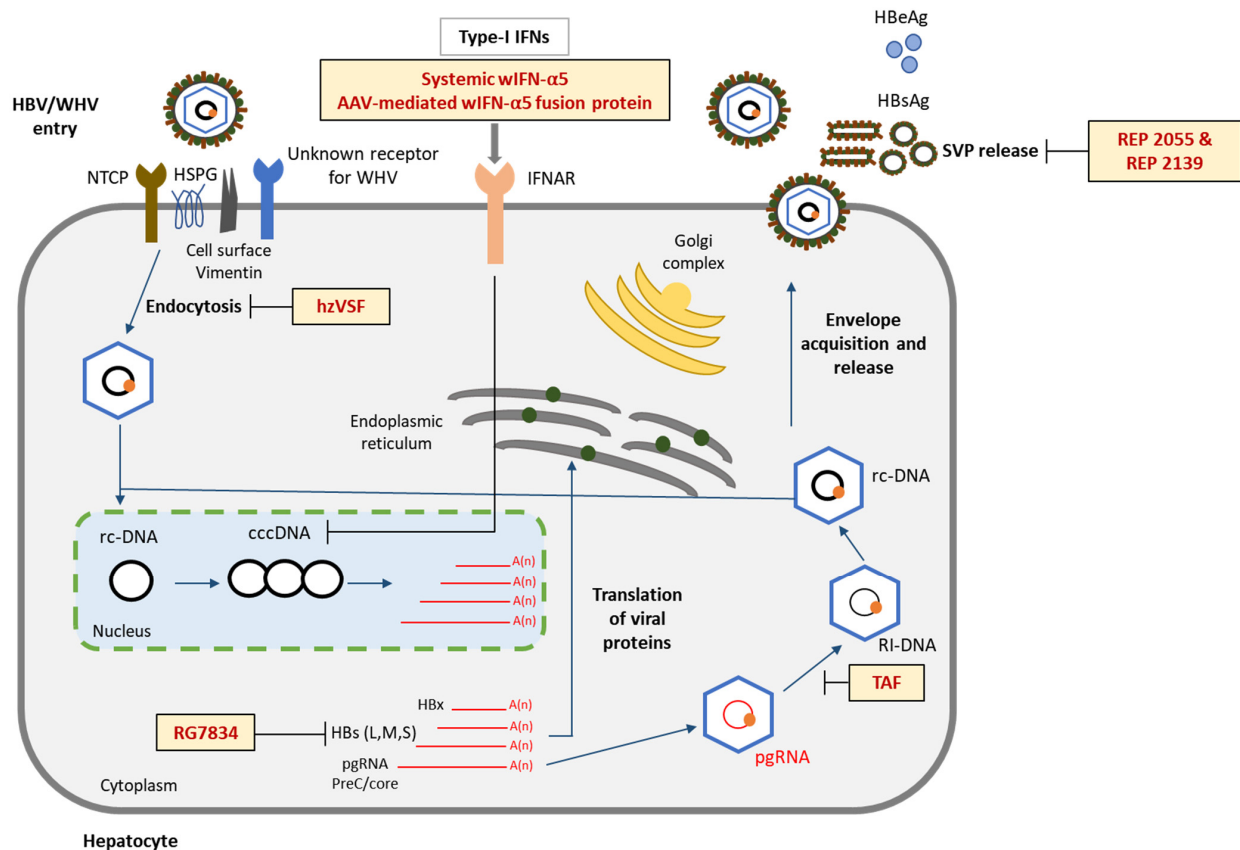 HBeAg
Type-I IFNs
Systemic wIFN-α5
AAV-mediated wIFN-α5 fusion protein
HBV/WHV
entry
HBsAg
SVP release
REP 2055 &
REP 2139
NTCP
HSPG
Unknown receptor
for WHV
IFNAR
Cell surface
Vimentin
Golgi
complex
Endocytosis
hzVSF
Envelope
acquisition and
release
Endoplasmic
reticulum
rc-DNA
rc-DNA
cccDNA
A(n)
A(n)
A(n)
A(n)
Nucleus
Translation
of viral
proteins
RI-DNA
TAF
HBx
A(n)
RG7834
HBs (L,M,S)
A(n)
A(n)
pgRNA
A(n)
PreC/core
pgRNA
Cytoplasm
Hepatocyte